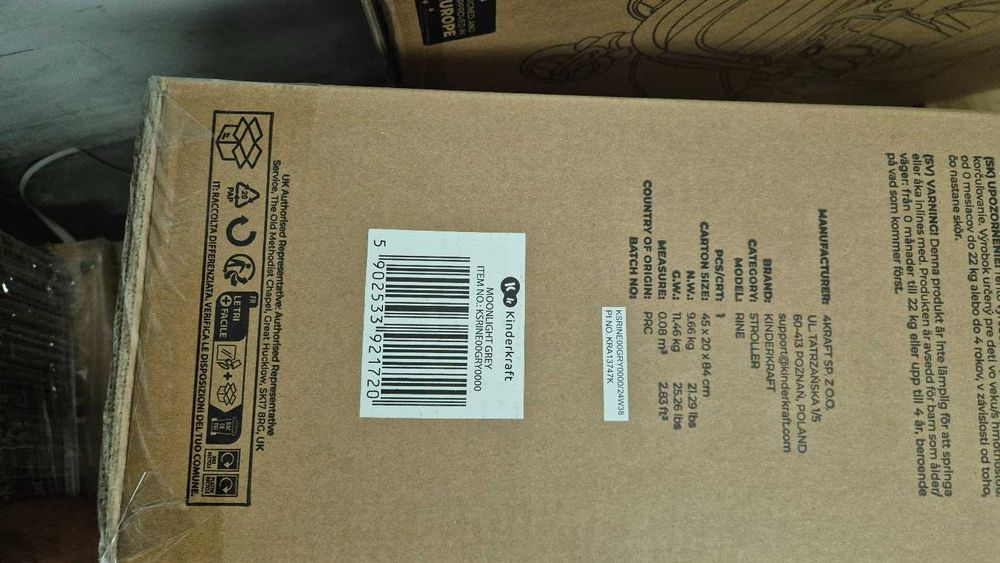 (SK) UPOZORNENIE!
korčuľovanie. Výrobok určený pre deti vo veku/s hmotnosťou
od 0 mesiacov do 22 kg alebo do 4 rokov, v závislosti od toho,
čo nastane skôr.
(SV) VARNING! Denna produkt är inte lämplig för att springa
eller åka inlines med. Produkten är avsedd för barn som ålder/
väger: från 0 månader till 22 kg eller upp till 4 år, beroende
på vad som kommer först.
MANUFACTURER: 4KRAFT SP. Z O.O.
UL. TATRZAŃSKA 1/5
60-413 POZNAŃ, POLAND
support@kinderkraft.com
BRAND: KINDERKRAFT
CATEGORY: STROLLER
MODEL: RINE
PCS/CRT: 1
CARTON SIZE: 45 x 20 x 84 cm
N.W.: 9,66 kg 21.29 lbs
G.W.: 11,46 kg 25.26 lbs
MEASURE: 0.08 m³ 2.83 ft³
COUNTRY OF ORIGIN: PRC
BATCH NO:
KSRINE00GRY0000/24W38
PI NO. KRA13747K
Kinderkraft
MOONLIGHT GREY
ITEM NO.: KSRINE00GRY0000
5 902533 921720
UK Authorised Representative: Authorised Representative
Service, The Old Methodist Chapel, Great Hucklow, SK17 8RG, UK
20
PAP
FR
LE TRI
+ FACILE
BAC
DE
TRI
IT: RACCOLTA DIFFERENZIATA. VERIFICA LE DISPOSIZIONI DEL TUO COMUNE.
EUROPE